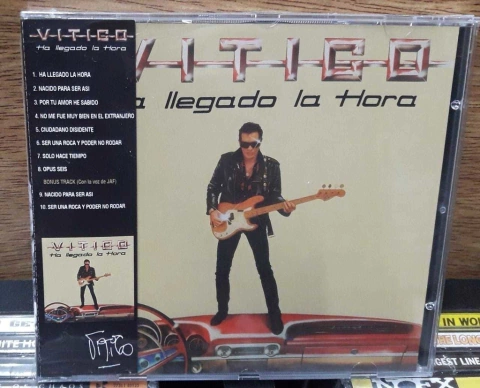 VITICO
Ha llegado la Hora
1. HA LLEGADO LA HORA
2. NACIDO PARA SER ASI
3. POR TU AMOR HE SABIDO
4. NO ME FUE MUY BIEN EN EL EXTRANJERO
5. CIUDADANO DISIDENTE
6. SER UNA ROCA Y PODER NO RODAR
7. SOLO HACE TIEMPO
8. OPUS SEIS
BONUS TRACK (Con la voz de JAF)
9. NACIDO PARA SER ASI
10. SER UNA ROCA Y PODER NO RODAR
VITICO
Ha llegado la Hora
Vitico
VITICO
a llegado la Hora
IN WO
LON
GEST LINE